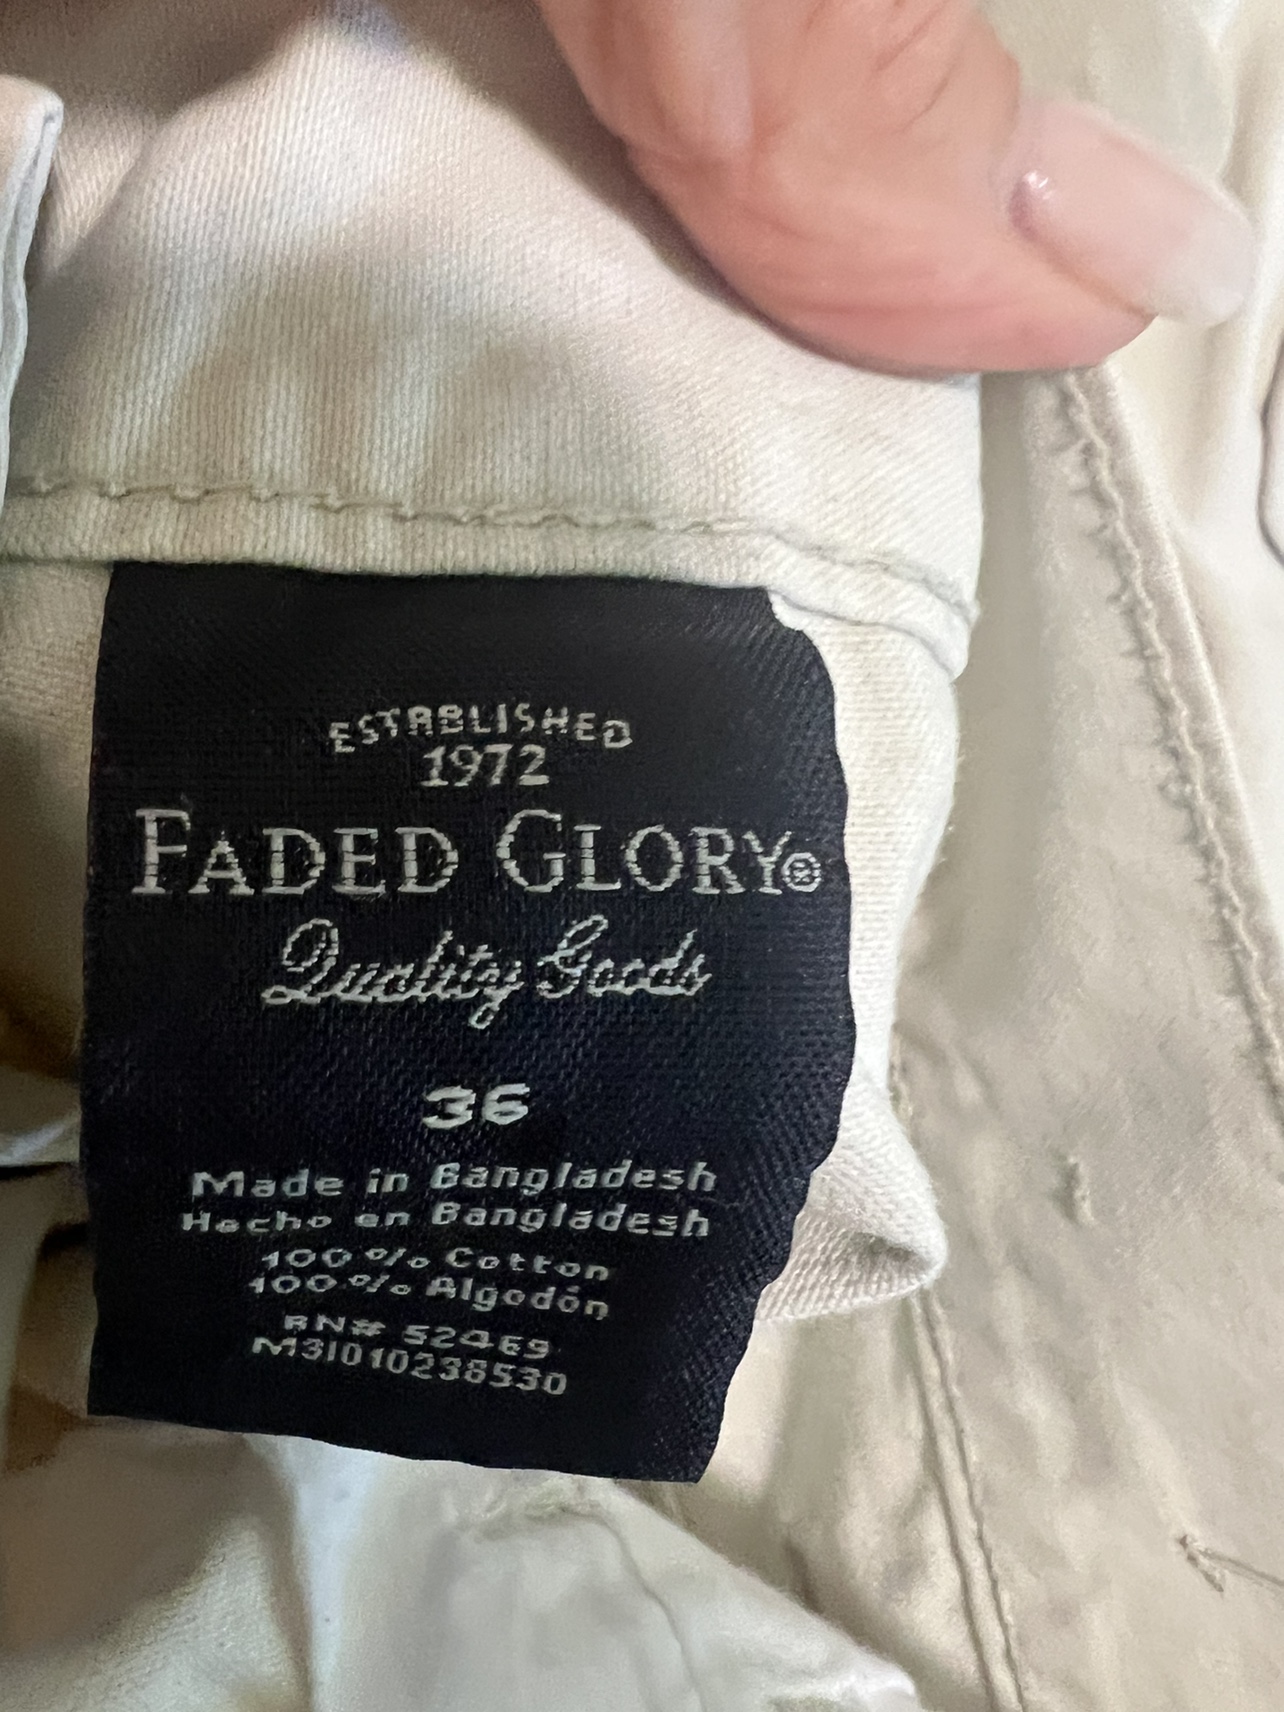 ESTABLISHED
1972
FADED GLORY®
Quality Goods
36
Made in Bangladesh
Hecho en Bangladesh
100% Cotton
100% Algodón
RN# 52469
M3I010238530